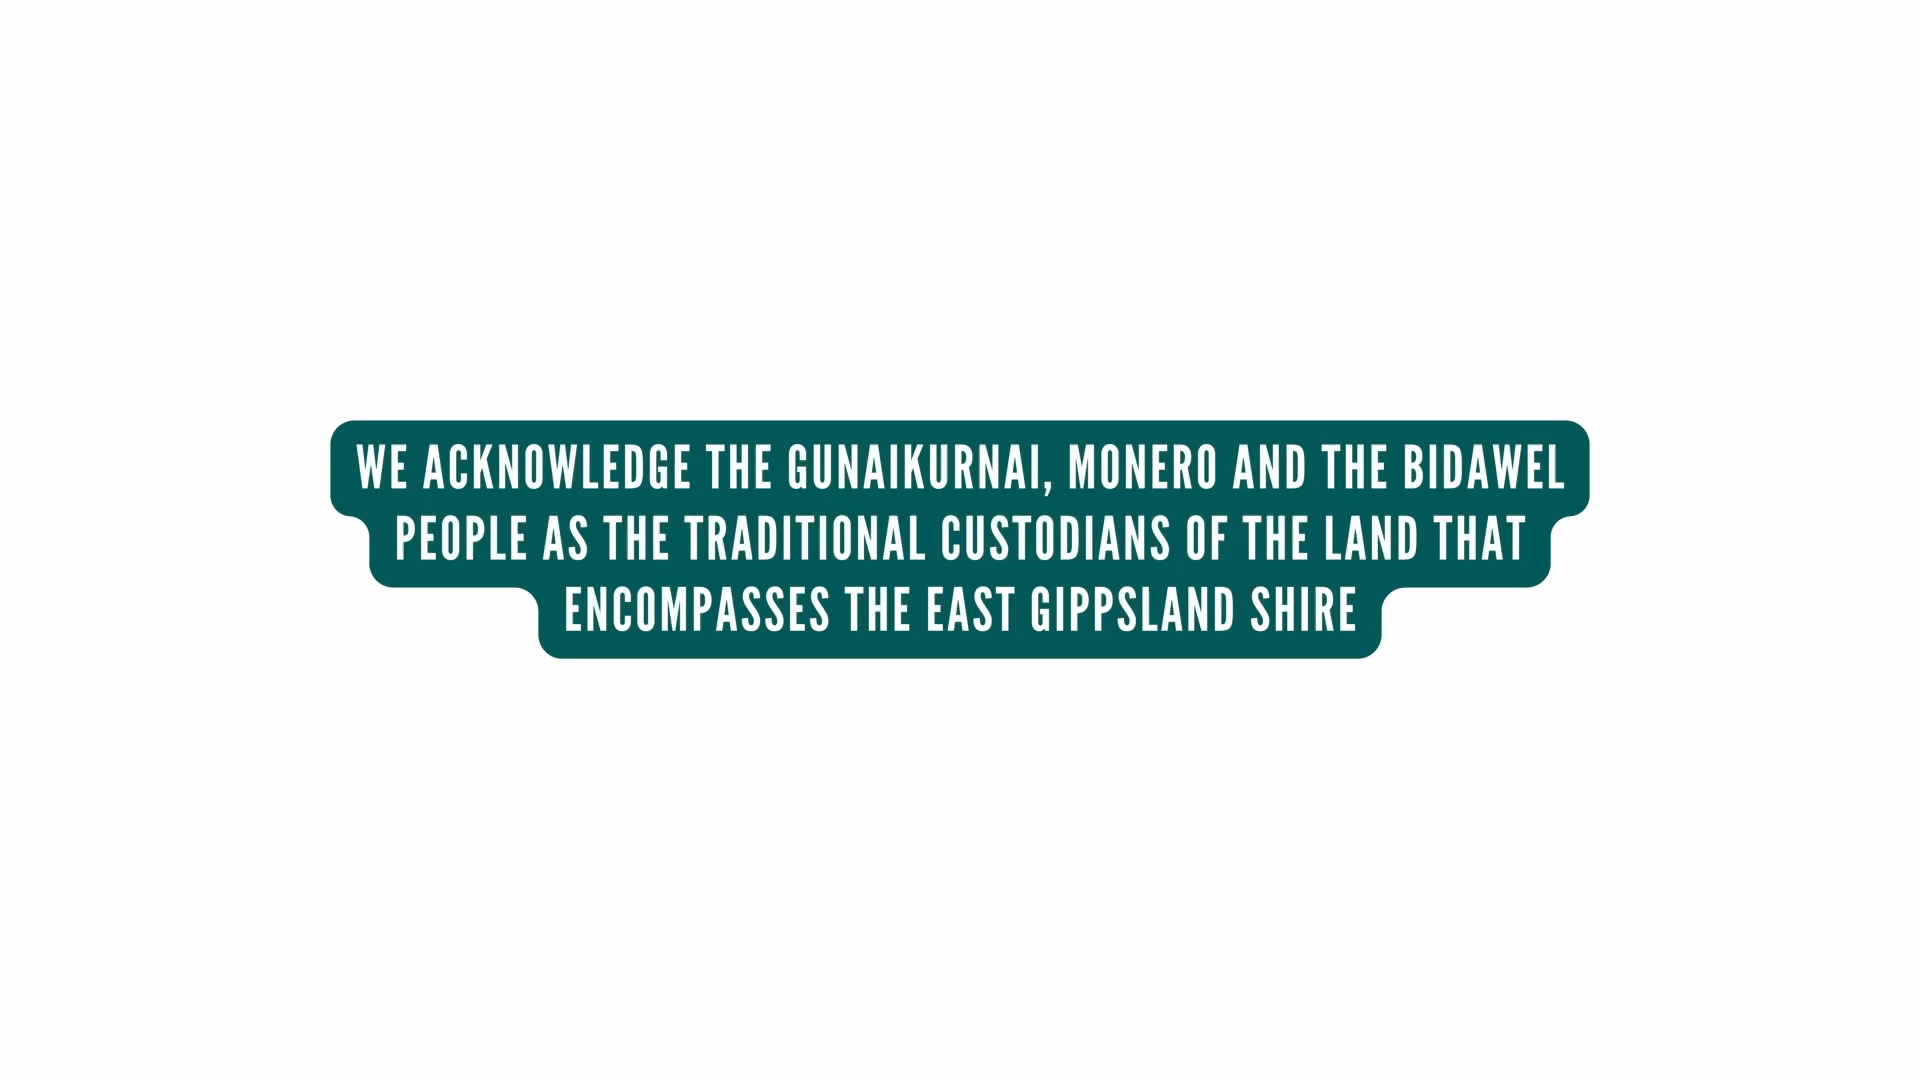 WE ACKNOWLEDGE THE GUNAIKURNAI, MONERO AND THE BIDAWEL
PEOPLE AS THE TRADITIONAL CUSTODIANS OF THE LAND THAT
ENCOMPASSES THE EAST GIPPSLAND SHIRE